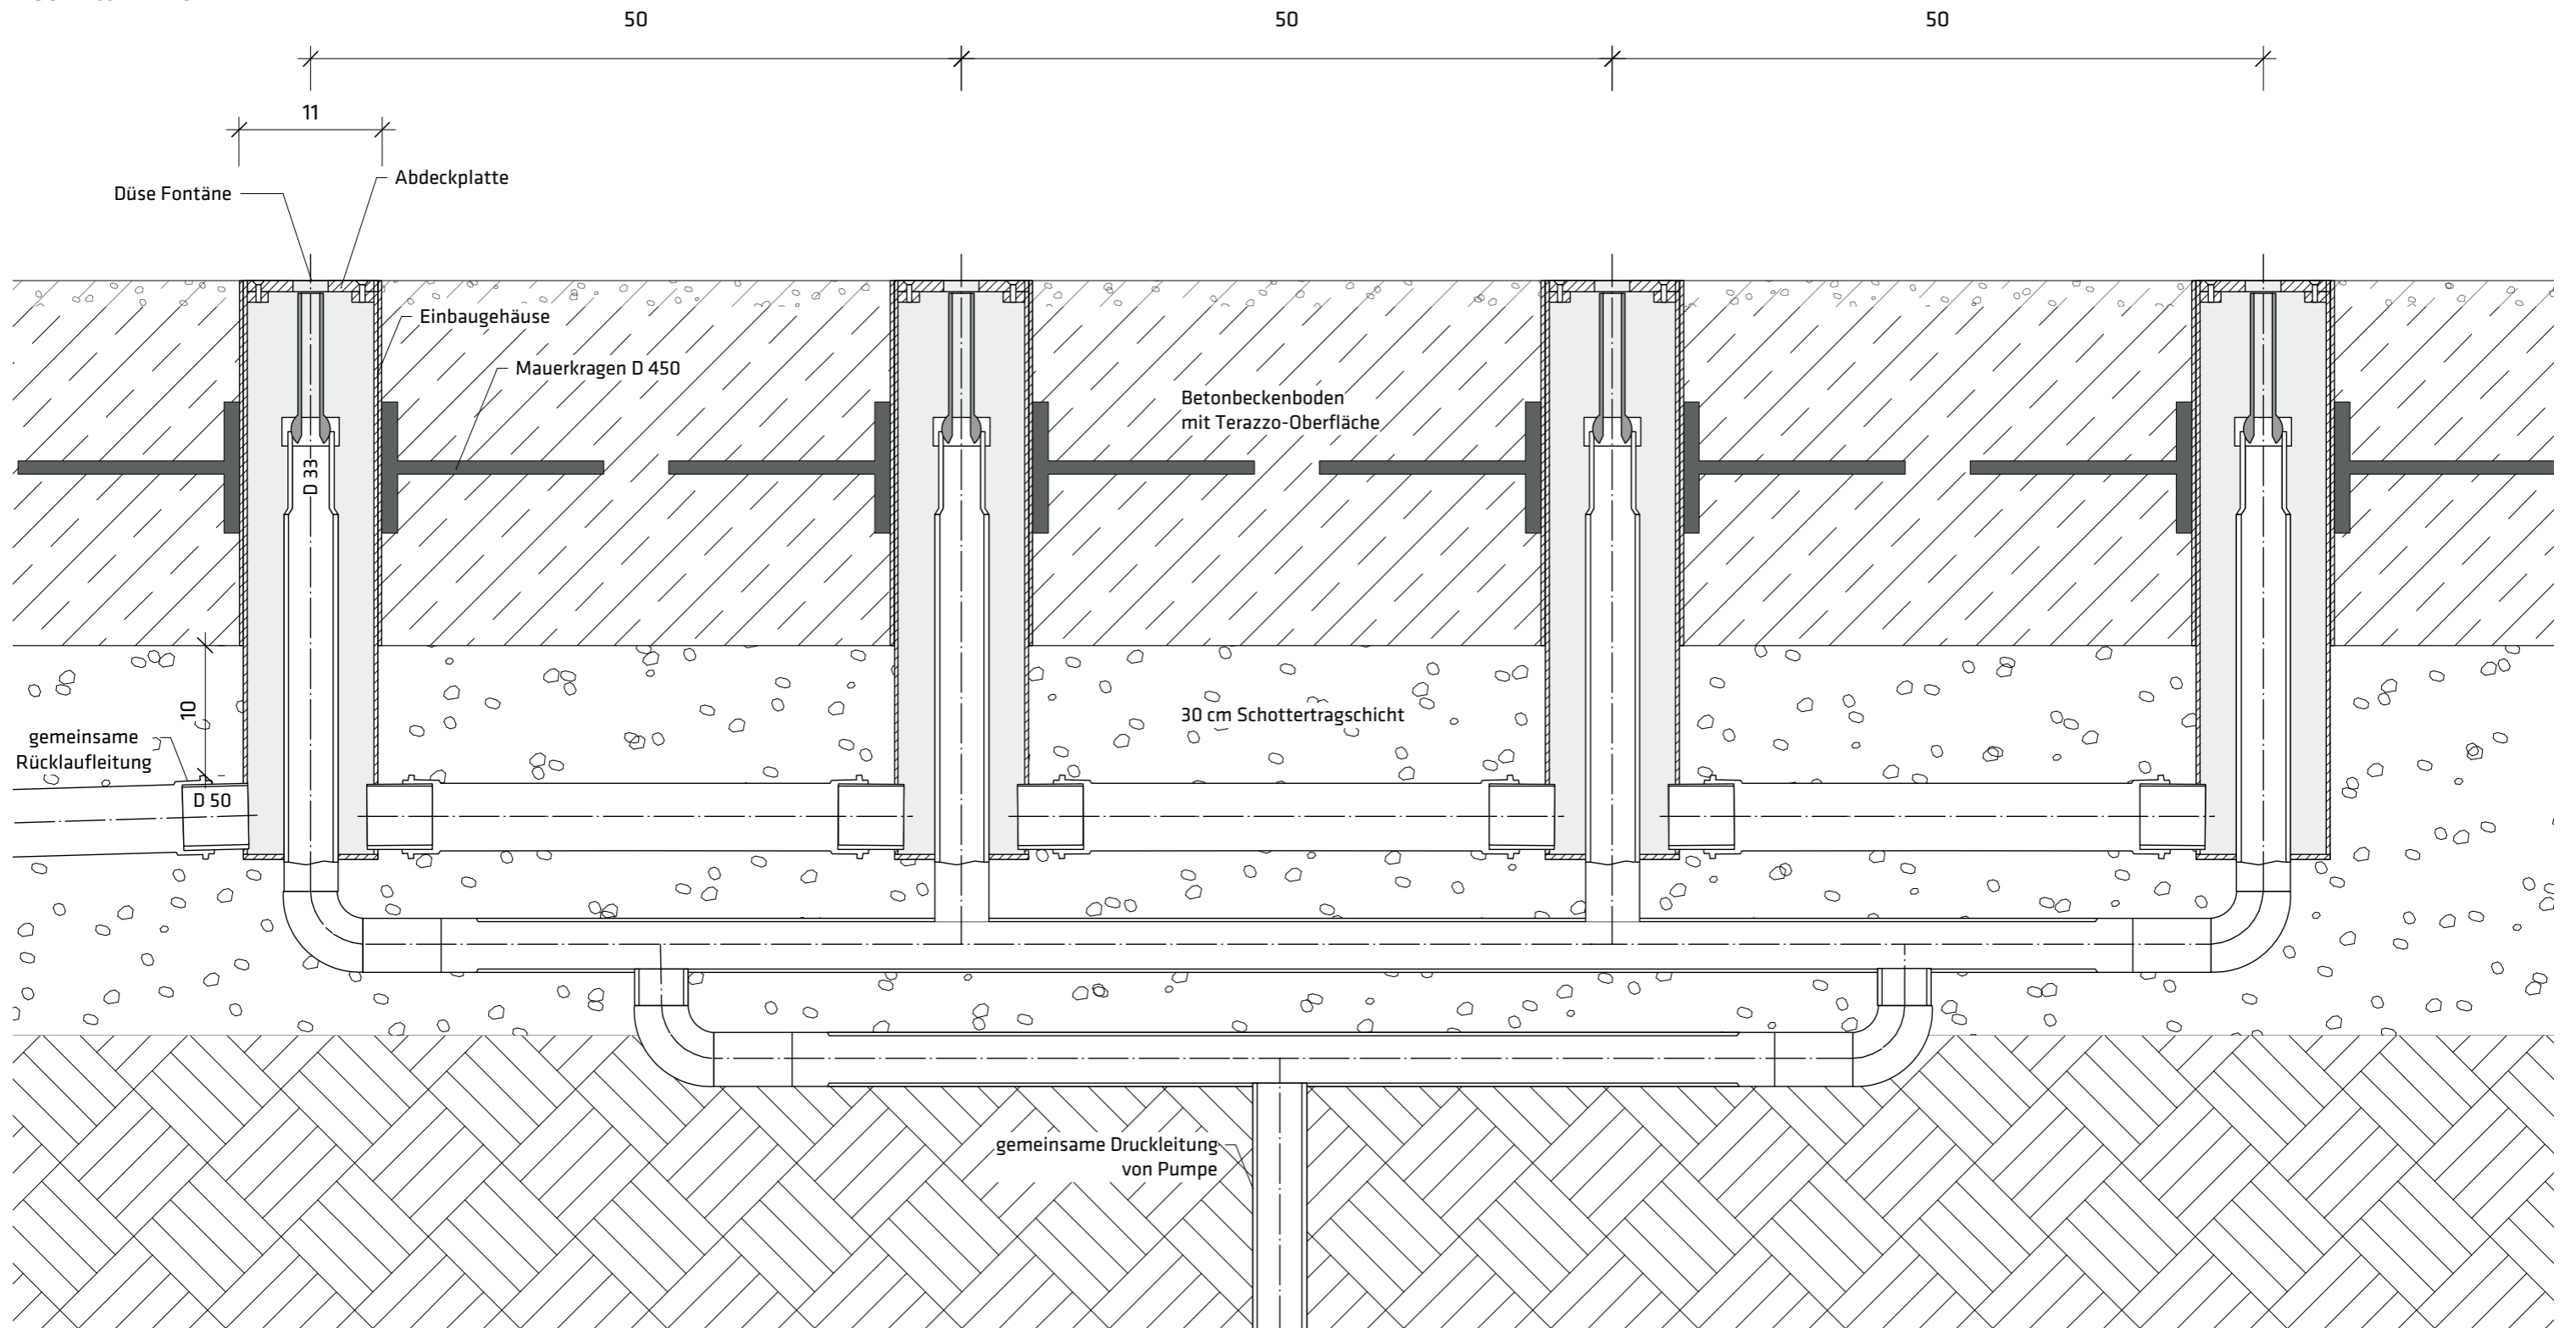 50
50
50
11
Düse Fontäne
Abdeckplatte
Einbaugehäuse
Mauerkragen D 450
Betonbeckenboden
mit Terazzo-Oberfläche
D 33
10
30 cm Schottertragschicht
gemeinsame
Rücklaufleitung
D 50
gemeinsame Druckleitung
von Pumpe